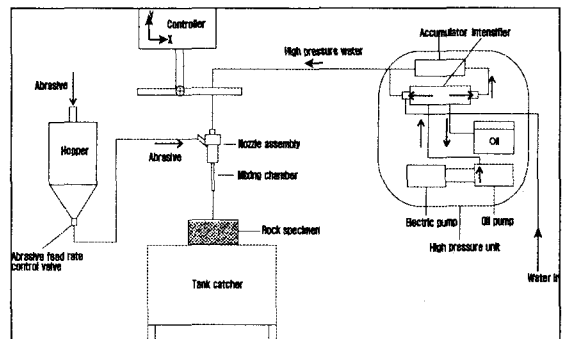 Controller
Y
X
Accumulator intensifier
High pressure water
Abrasive
Hopper
Abrasive
Nozzle assembly
Mixing chamber
Oil
Electric pump
Oil pump
High pressure unit
Rock specimen
Abrasive feed rate
control valve
Tank catcher
Water in